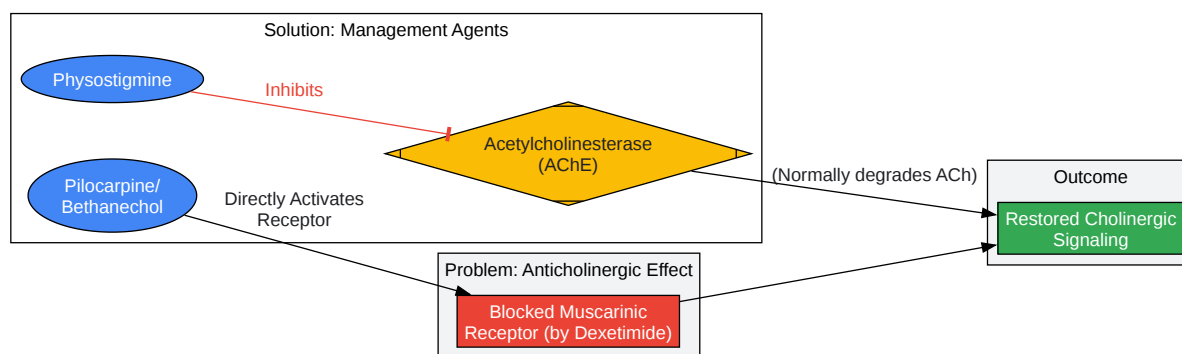 Solution: Management Agents
Physostigmine
Inhibits
Acetylcholinesterase
(AChE)
Pilocarpine/
Bethanechol
Directly Activates
Receptor
(Normally degrades ACh)
Outcome
Restored Cholinergic
Signaling
Problem: Anticholinergic Effect
Blocked Muscarinic
Receptor (by Dexetimide)